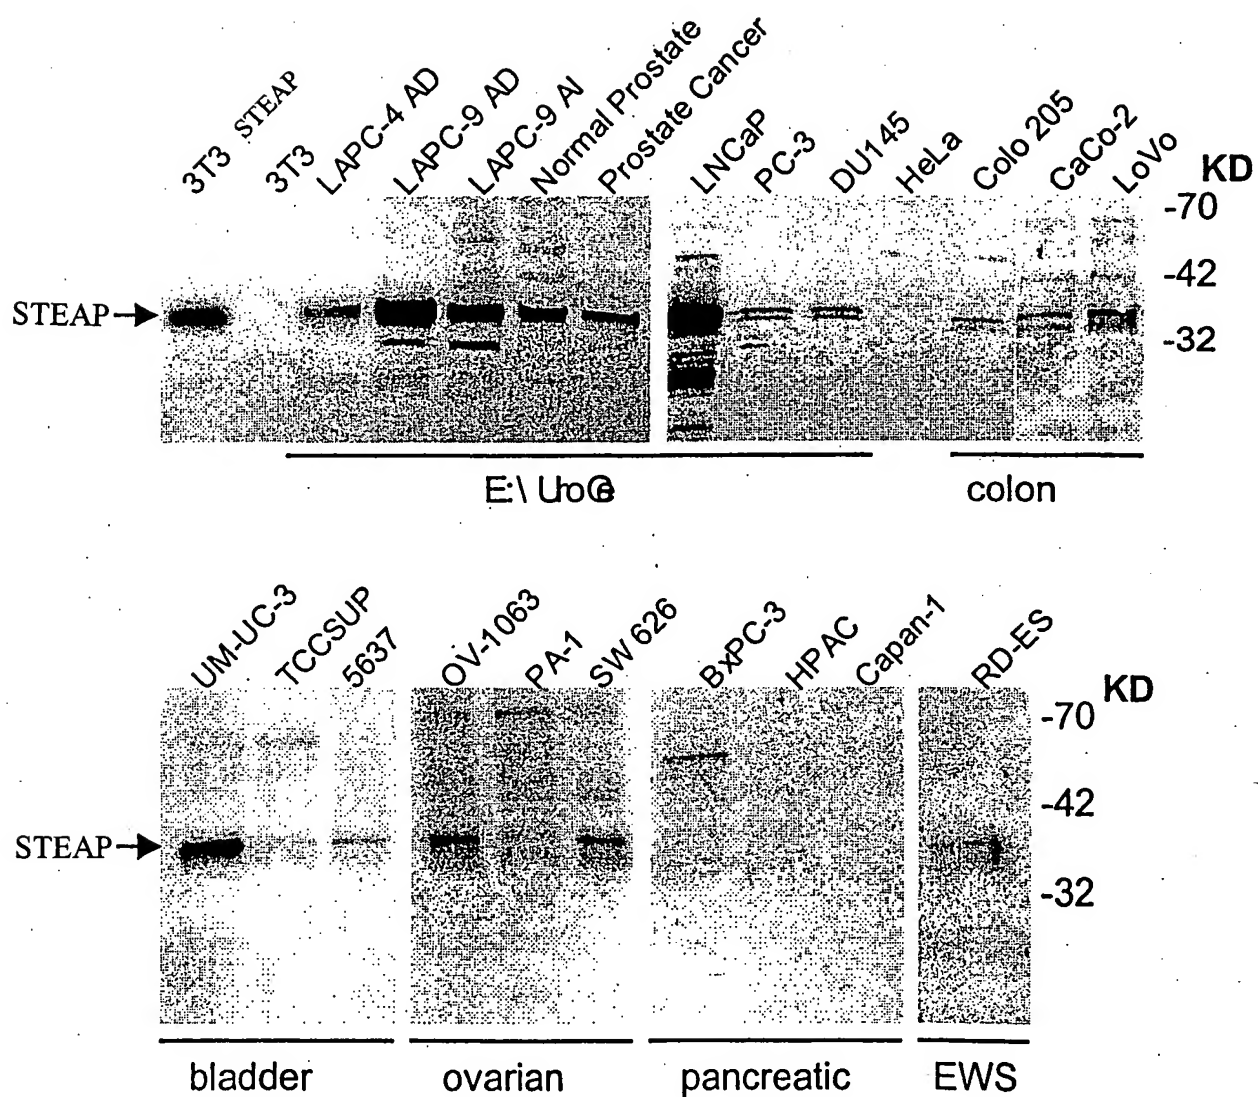 3T3 STEAP
3T3
LAPC-4 AD
LAPC-9 AD
LAPC-9 AI
Normal Prostate
Prostate Cancer
LNCaP
PC-3
DU145
HeLa
Colo 205
CaCo-2
LoVo
KD
-70
-42
STEAP
-32
E:\ UroGe
colon
UM-UC-3
TCCSUP
5637
OV-1063
PA-1
SW 626
BxPC-3
HPAC
Capan-1
RD-ES
KD
-70
-42
STEAP
-32
bladder
ovarian
pancreatic
EWS